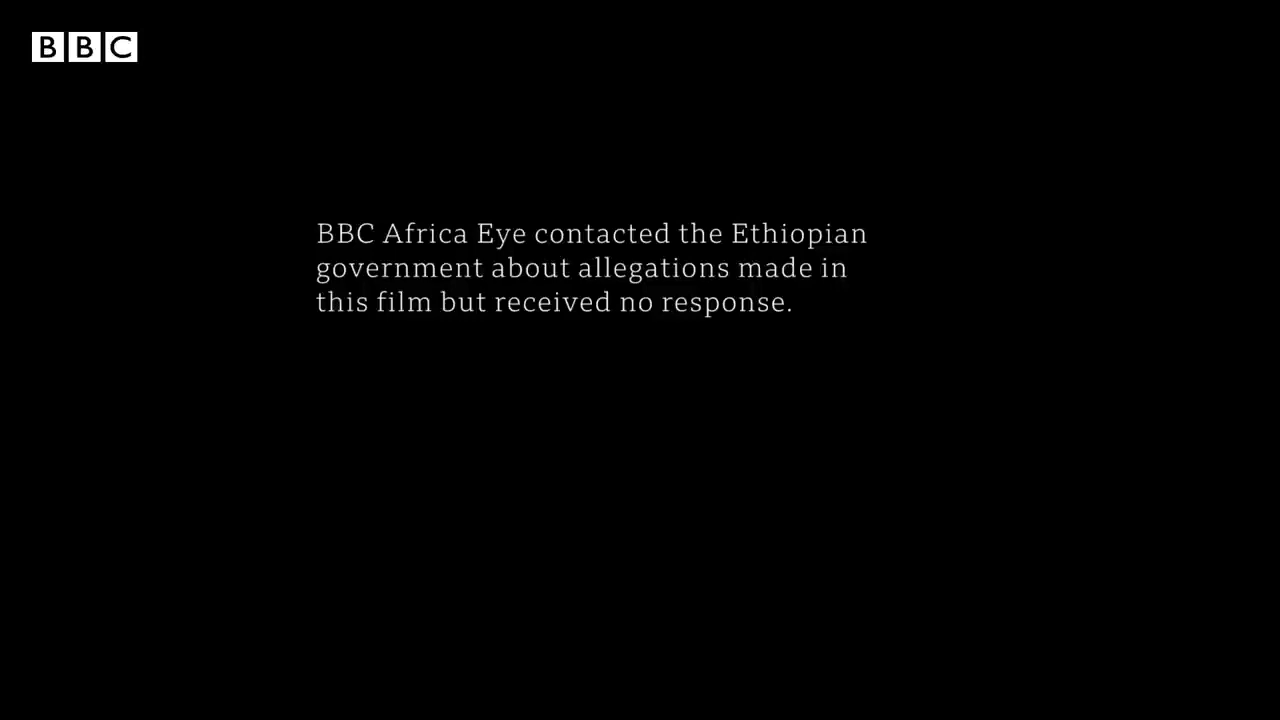 BBC
BBC Africa Eye contacted the Ethiopian
government about allegations made in
this film but received no response.